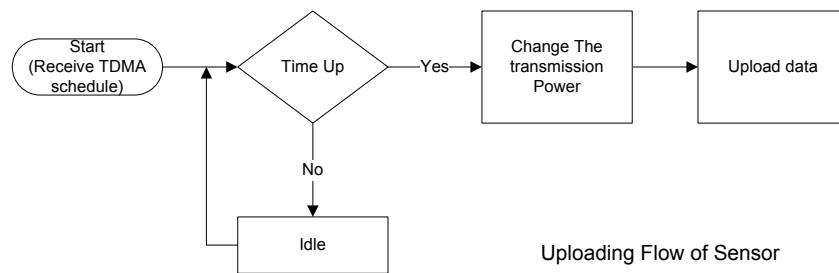 Start
(Receive TDMA
schedule)
Time Up
Yes
Change The
transmission
Power
Upload data
No
Idle
Uploading Flow of Sensor